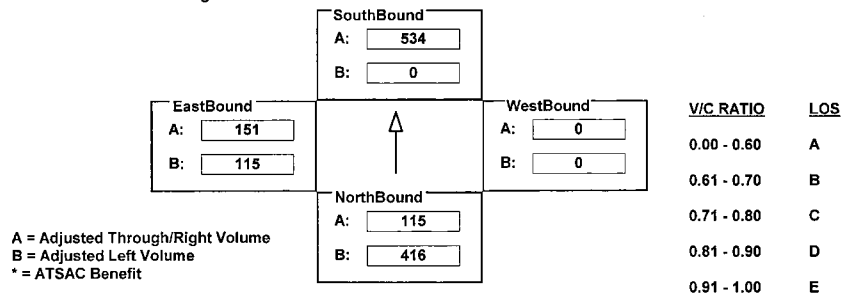 SouthBound
A: 534
B: 0
EastBound
A: 151
B: 115
WestBound
A: 0
B: 0
NorthBound
A: 115
B: 416
A = Adjusted Through/Right Volume
B = Adjusted Left Volume
* = ATSAC Benefit
V/C RATIO LOS
0.00 - 0.60 A
0.61 - 0.70 B
0.71 - 0.80 C
0.81 - 0.90 D
0.91 - 1.00 E